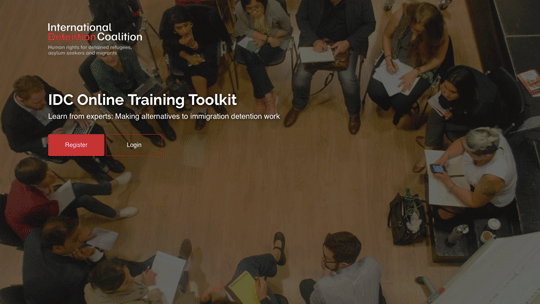 International
Detention Coalition
Human rights for detained refugees,
asylum seekers and migrants
IDC Online Training Toolkit
Learn from experts: Making alternatives to immigration detention work
Register
Login